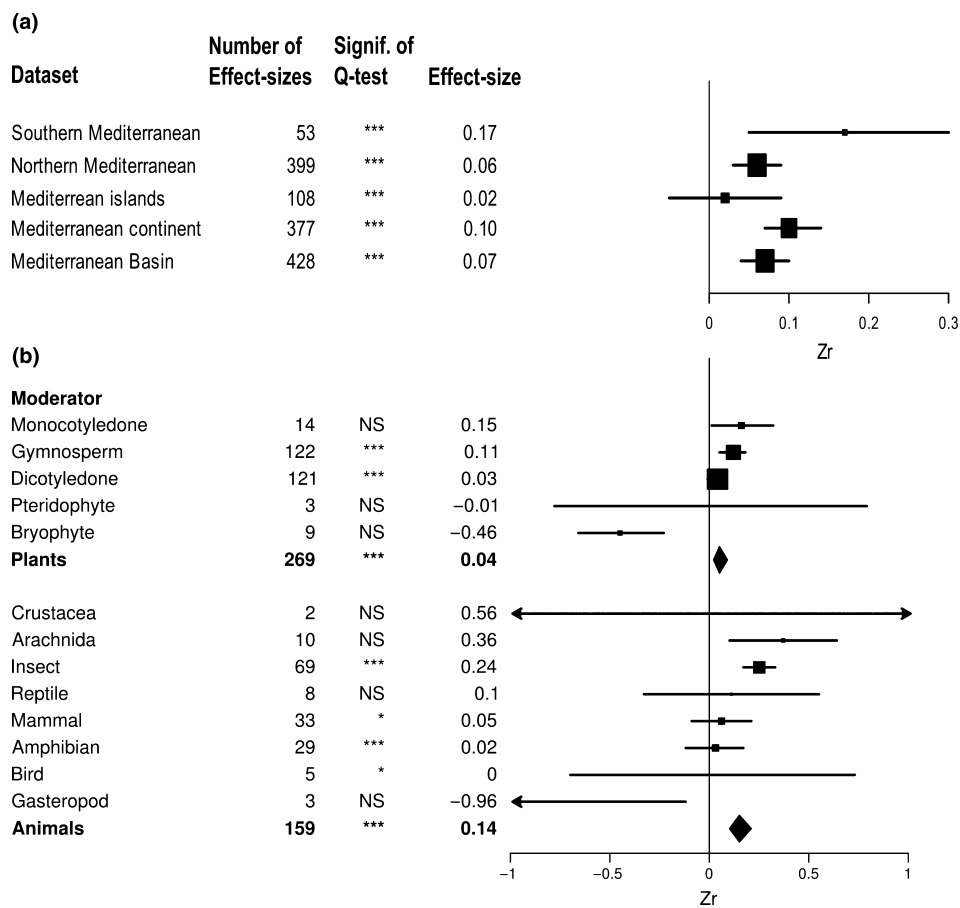 (a)
Number of Signif. of
Dataset Effect-sizes Q-test Effect-size
Southern Mediterranean 53 *** 0.17
Northern Mediterranean 399 *** 0.06
Mediterrean islands 108 *** 0.02
Mediterranean continent 377 *** 0.10
Mediterranean Basin 428 *** 0.07
0 0.1 0.2 0.3
Zr
(b)
Moderator
Monocotyledone 14 NS 0.15
Gymnosperm 122 *** 0.11
Dicotyledone 121 *** 0.03
Pteridophyte 3 NS −0.01
Bryophyte 9 NS −0.46
Plants 269 *** 0.04
Crustacea 2 NS 0.56
Arachnida 10 NS 0.36
Insect 69 *** 0.24
Reptile 8 NS 0.1
Mammal 33 * 0.05
Amphibian 29 *** 0.02
Bird 5 * 0
Gasteropod 3 NS −0.96
Animals 159 *** 0.14
−1 −0.5 0 0.5 1
Zr